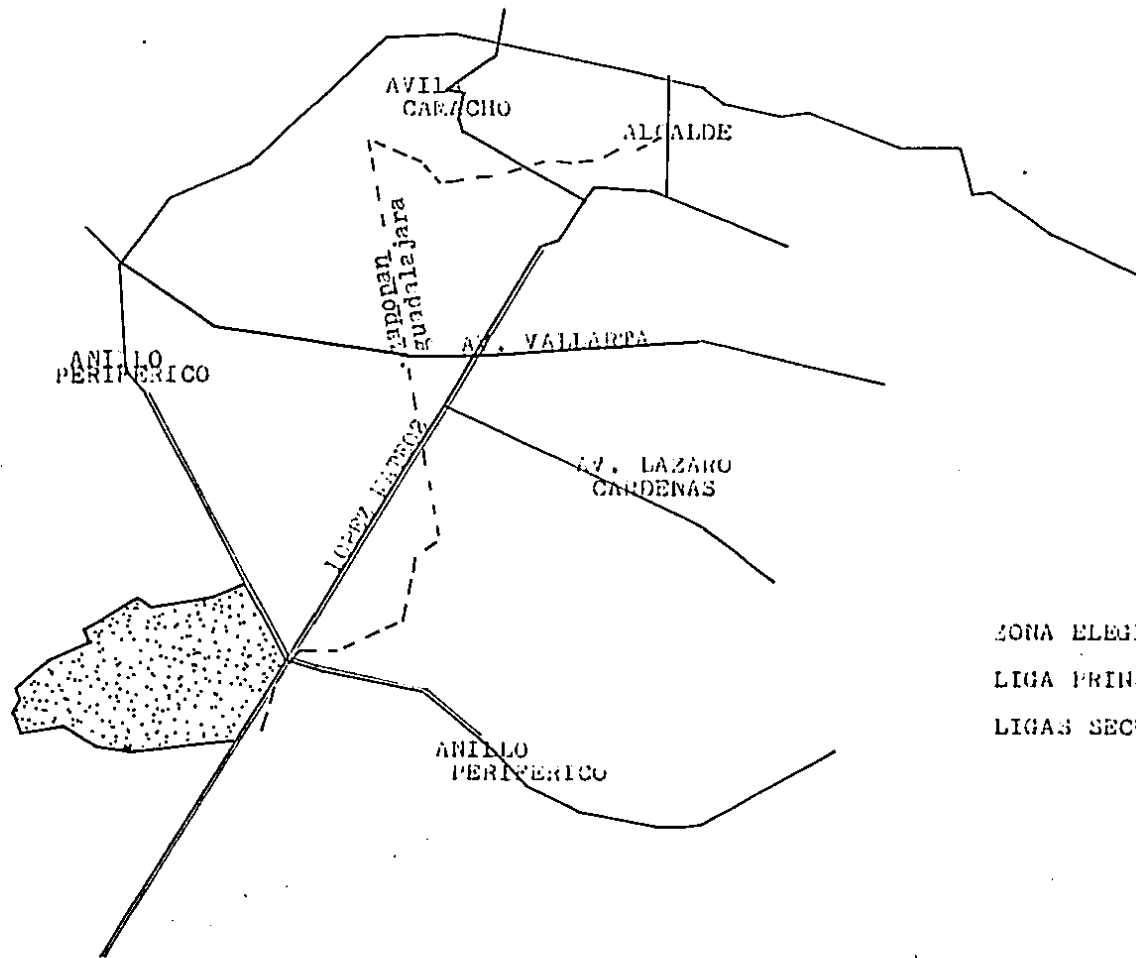 AVILA
CAMACHO
ALCALDE
zapopan
guadalajara
AV. VALLARTA
ANILLO
PERIFERICO
LOPEZ MATEOS
AV. LAZARO
CARDENAS
ZONA ELEGI
LIGA PRIN
LIGAS SEC
ANILLO
PERIFERICO